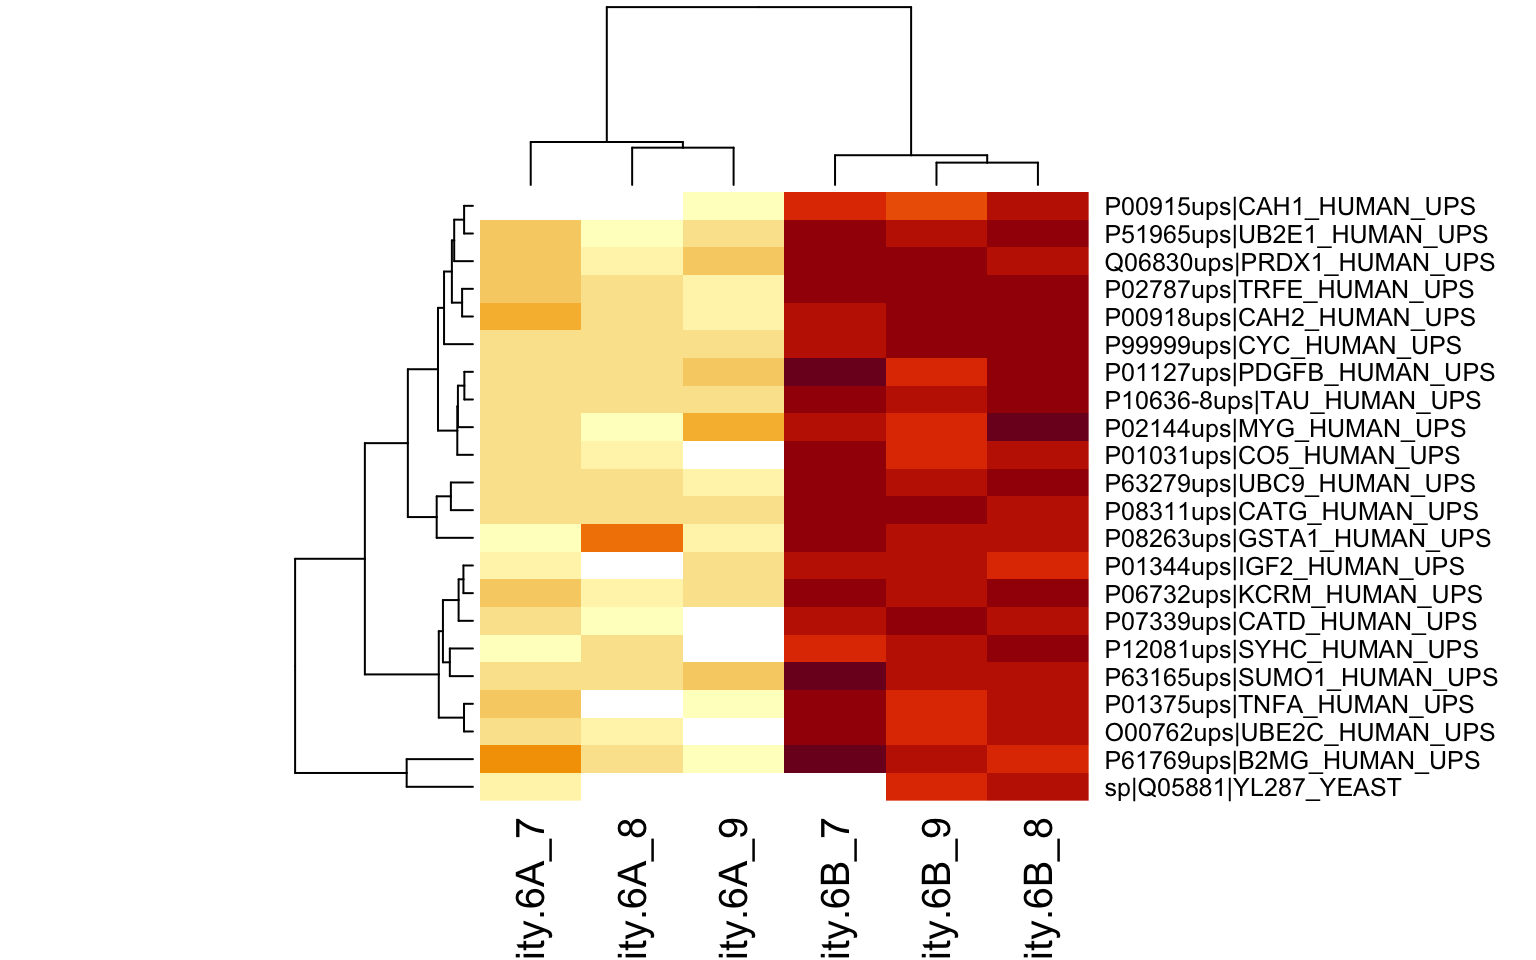 P00915ups|CAH1_HUMAN_UPS
P51965ups|UB2E1_HUMAN_UPS
Q06830ups|PRDX1_HUMAN_UPS
P02787ups|TRFE_HUMAN_UPS
P00918ups|CAH2_HUMAN_UPS
P99999ups|CYC_HUMAN_UPS
P01127ups|PDGFB_HUMAN_UPS
P10636-8ups|TAU_HUMAN_UPS
P02144ups|MYG_HUMAN_UPS
P01031ups|CO5_HUMAN_UPS
P63279ups|UBC9_HUMAN_UPS
P08311ups|CATG_HUMAN_UPS
P08263ups|GSTA1_HUMAN_UPS
P01344ups|IGF2_HUMAN_UPS
P06732ups|KCRM_HUMAN_UPS
P07339ups|CATD_HUMAN_UPS
P12081ups|SYHC_HUMAN_UPS
P63165ups|SUMO1_HUMAN_UPS
P01375ups|TNFA_HUMAN_UPS
O00762ups|UBE2C_HUMAN_UPS
P61769ups|B2MG_HUMAN_UPS
sp|Q05881|YL287_YEAST
ity.6A_7
ity.6A_8
ity.6A_9
ity.6B_7
ity.6B_9
ity.6B_8